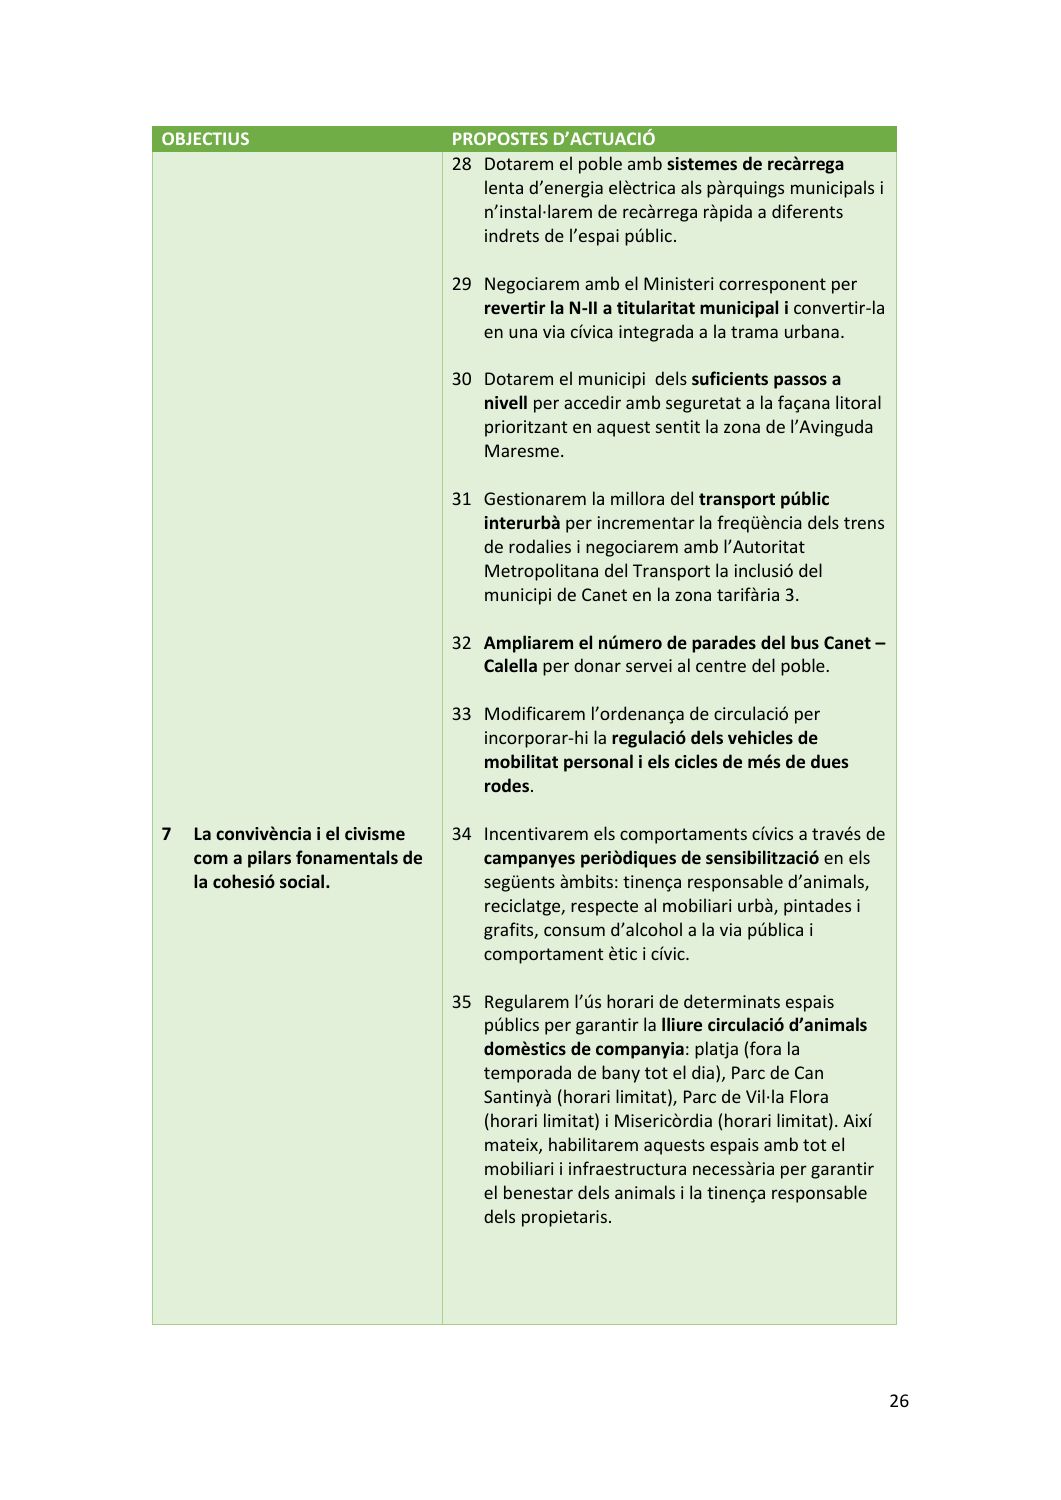 OBJECTIUS PROPOSTES D’ACTUACIÓ
28 Dotarem el poble amb sistemes de recàrrega
lenta d’energia elèctrica als pàrquings municipals i
n’instal·larem de recàrrega ràpida a diferents
indrets de l’espai públic.
29 Negociarem amb el Ministeri corresponent per
revertir la N-II a titularitat municipal i convertir-la
en una via cívica integrada a la trama urbana.
30 Dotarem el municipi  dels suficients passos a
nivell per accedir amb seguretat a la façana litoral
prioritzant en aquest sentit la zona de l’Avinguda
Maresme.
31 Gestionarem la millora del transport públic
interurbà per incrementar la freqüència dels trens
de rodalies i negociarem amb l’Autoritat
Metropolitana del Transport la inclusió del
municipi de Canet en la zona tarifària 3.
32 Ampliarem el número de parades del bus Canet –
Calella per donar servei al centre del poble.
33 Modificarem l’ordenança de circulació per
incorporar-hi la regulació dels vehicles de
mobilitat personal i els cicles de més de dues
rodes.
7 La convivència i el civisme
com a pilars fonamentals de
la cohesió social.
34 Incentivarem els comportaments cívics a través de
campanyes periòdiques de sensibilització en els
següents àmbits: tinença responsable d’animals,
reciclatge, respecte al mobiliari urbà, pintades i
grafits, consum d’alcohol a la via pública i
comportament ètic i cívic.
35 Regularem l’ús horari de determinats espais
públics per garantir la lliure circulació d’animals
domèstics de companyia: platja (fora la
temporada de bany tot el dia), Parc de Can
Santinyà (horari limitat), Parc de Vil·la Flora
(horari limitat) i Misericòrdia (horari limitat). Així
mateix, habilitarem aquests espais amb tot el
mobiliari i infraestructura necessària per garantir
el benestar dels animals i la tinença responsable
dels propietaris.
26